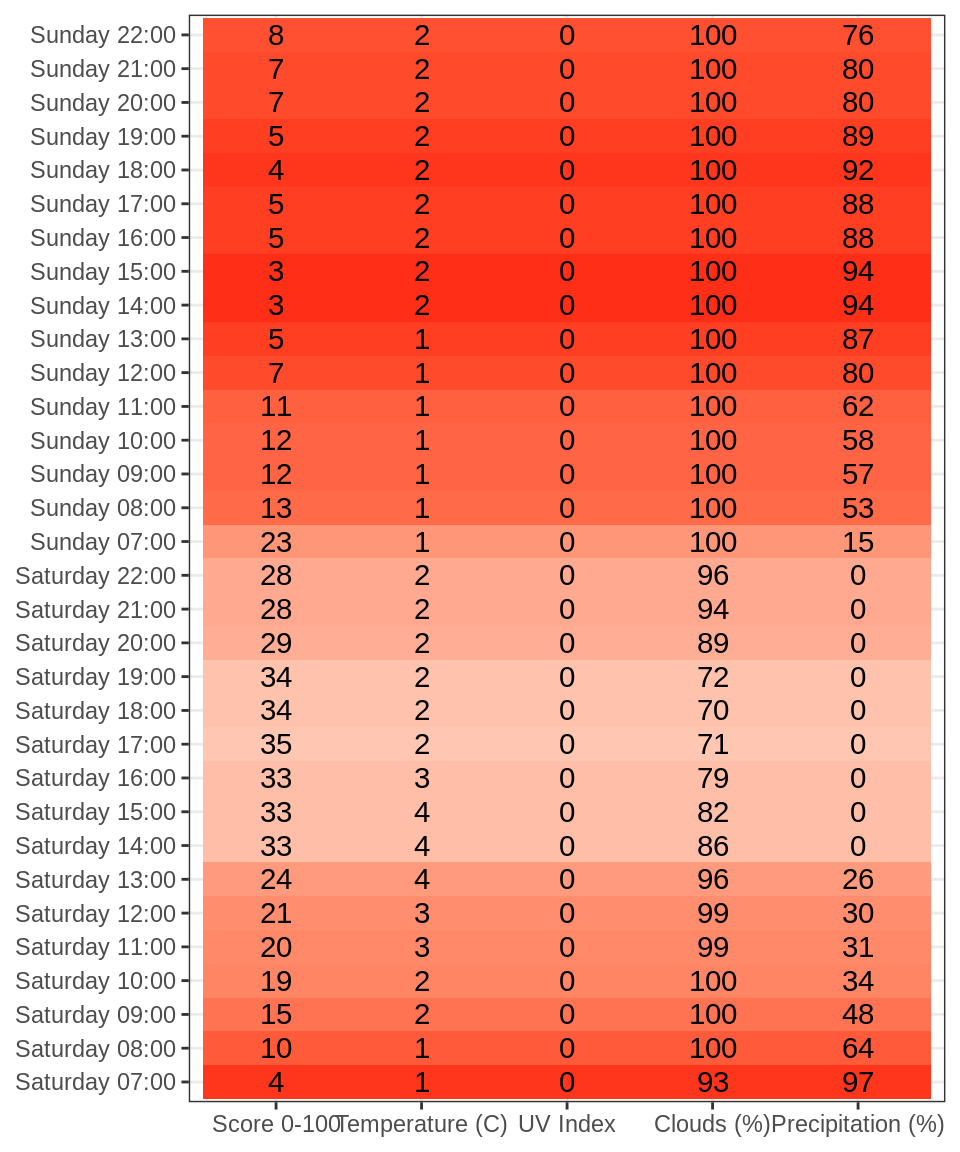 Sunday 22:00 8 2 0 100 76
Sunday 21:00 7 2 0 100 80
Sunday 20:00 7 2 0 100 80
Sunday 19:00 5 2 0 100 89
Sunday 18:00 4 2 0 100 92
Sunday 17:00 5 2 0 100 88
Sunday 16:00 5 2 0 100 88
Sunday 15:00 3 2 0 100 94
Sunday 14:00 3 2 0 100 94
Sunday 13:00 5 1 0 100 87
Sunday 12:00 7 1 0 100 80
Sunday 11:00 11 1 0 100 62
Sunday 10:00 12 1 0 100 58
Sunday 09:00 12 1 0 100 57
Sunday 08:00 13 1 0 100 53
Sunday 07:00 23 1 0 100 15
Saturday 22:00 28 2 0 96 0
Saturday 21:00 28 2 0 94 0
Saturday 20:00 29 2 0 89 0
Saturday 19:00 34 2 0 72 0
Saturday 18:00 34 2 0 70 0
Saturday 17:00 35 2 0 71 0
Saturday 16:00 33 3 0 79 0
Saturday 15:00 33 4 0 82 0
Saturday 14:00 33 4 0 86 0
Saturday 13:00 24 4 0 96 26
Saturday 12:00 21 3 0 99 30
Saturday 11:00 20 3 0 99 31
Saturday 10:00 19 2 0 100 34
Saturday 09:00 15 2 0 100 48
Saturday 08:00 10 1 0 100 64
Saturday 07:00 4 1 0 93 97
Score 0-100 Temperature (C) UV Index Clouds (%) Precipitation (%)